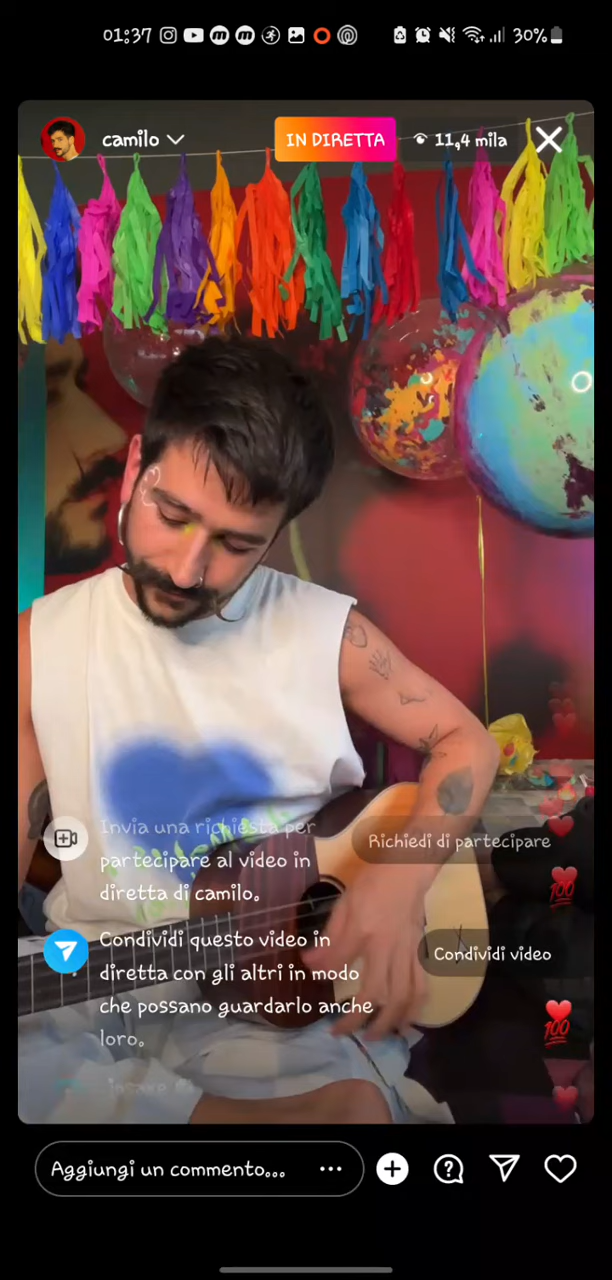 01:37
30%
camilo
IN DIRETTA
11,4 mila
Invia una richiesta per
partecipare al video in
diretta di camilo.
Richiedi di partecipare
Condividi questo video in
diretta con gli altri in modo
che possano guardarlo anche
loro.
Condividi video
100
100
Aggiungi un commento...